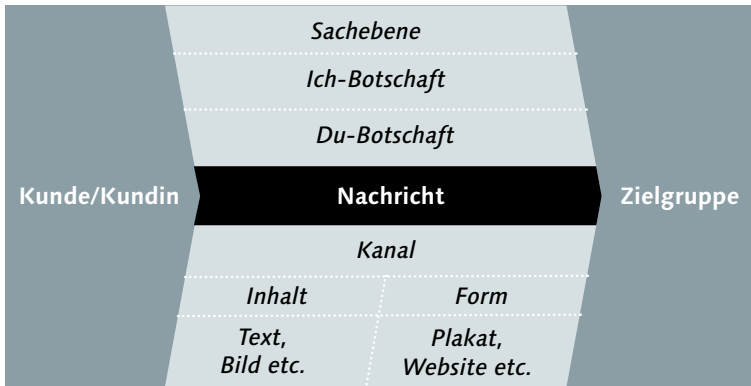 Sachebene
Ich-Botschaft
Du-Botschaft
Kunde/Kundin
Nachricht
Zielgruppe
Kanal
Inhalt
Form
Text,
Bild etc.
Plakat,
Website etc.